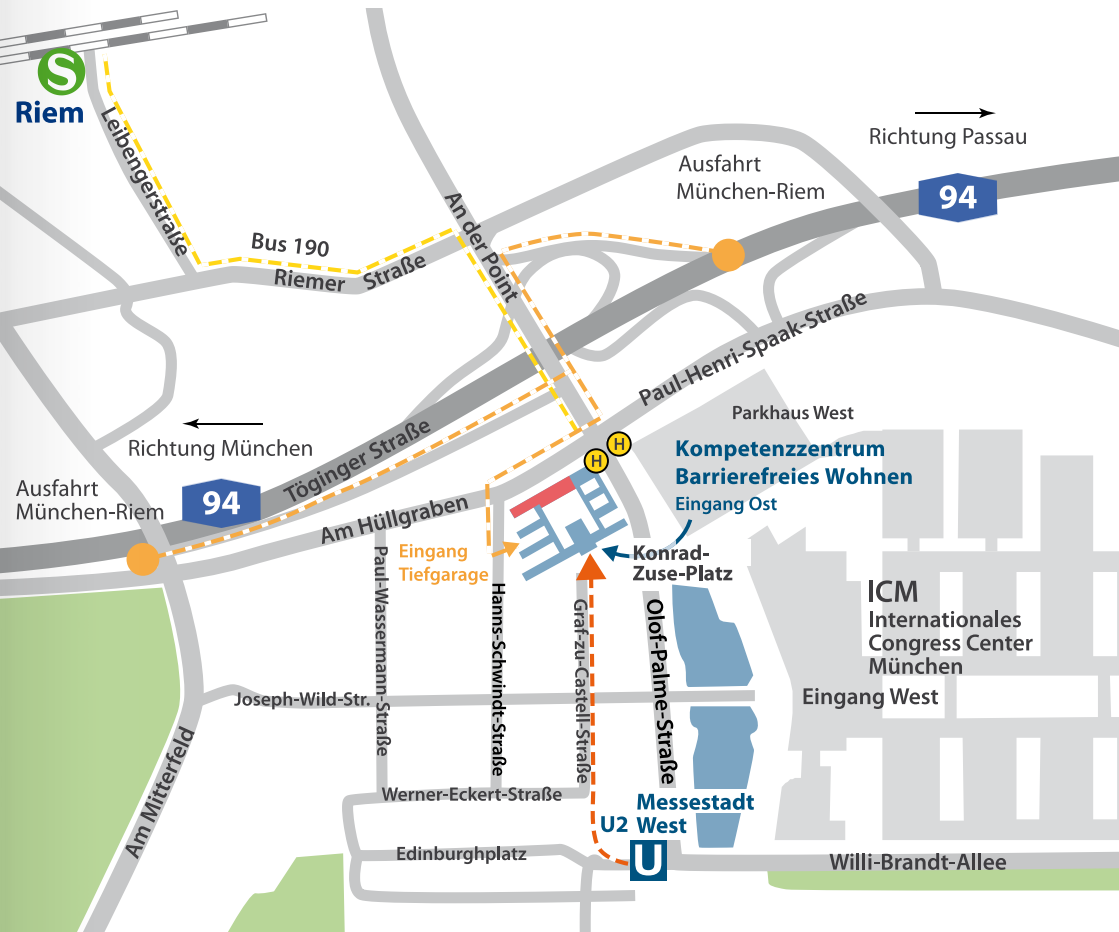 S
Riem
Leibengerstraße
Bus 190
Riemer Straße
An der Point
Ausfahrt
München-Riem
Richtung Passau
94
Paul-Henri-Spaak-Straße
Richtung München
Töginger Straße
Ausfahrt
München-Riem
94
Am Hüllgraben
H
H
Parkhaus West
Kompetenzzentrum
Barrierefreies Wohnen
Eingang Ost
Eingang
Tiefgarage
Konrad-
Zuse-Platz
Paul-Wassermann-Straße
Hanns-Schwindt-Straße
Graf-zu-Castell-Straße
Olof-Palme-Straße
ICM
Internationales
Congress Center
München
Eingang West
Joseph-Wild-Str.
Am Mitterfeld
Werner-Eckert-Straße
Messestadt
U2 West
U
Edinburghplatz
Willi-Brandt-Allee